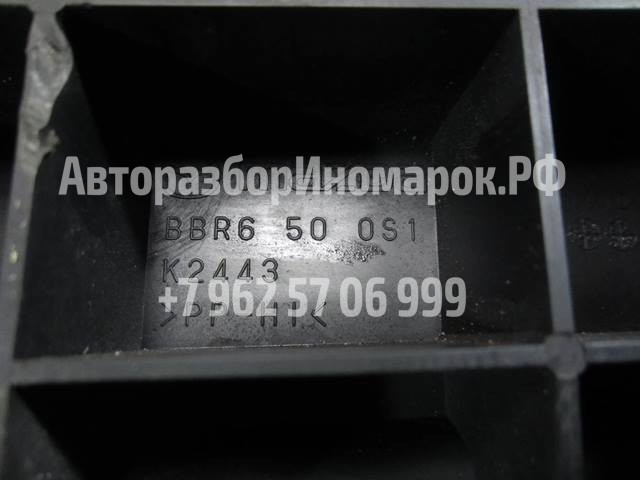 АвторазборИномарок.РФ
BBR6 50 0S1
K2443
+7 962 57 06 999